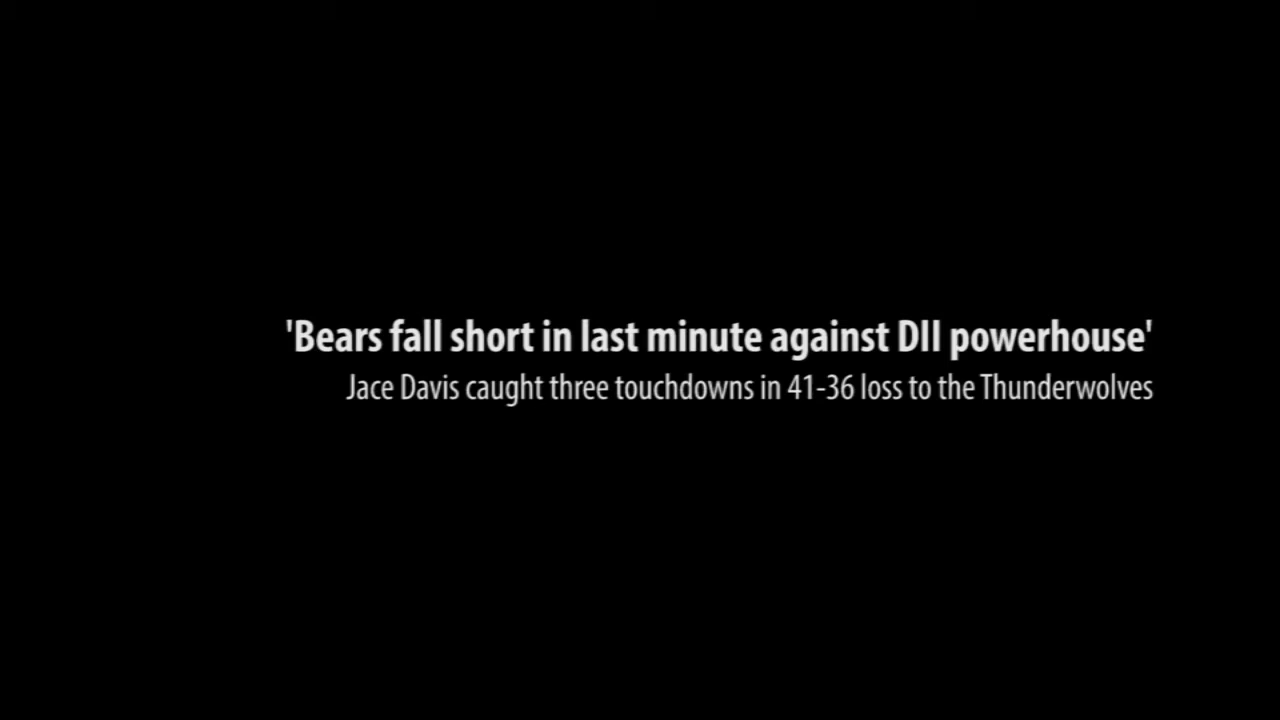 'Bears fall short in last minute against DII powerhouse'
Jace Davis caught three touchdowns in 41-36 loss to the Thunderwolves